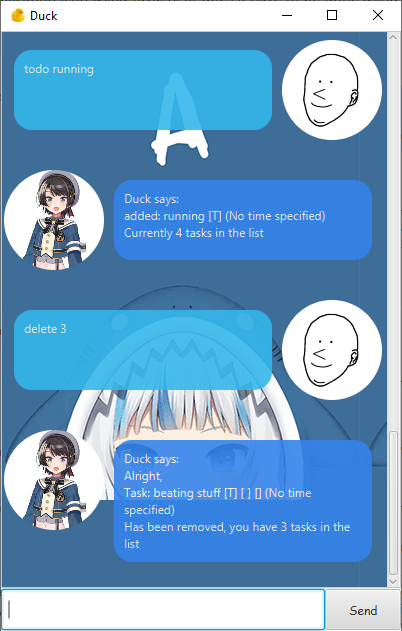 Duck
todo running
A
Duck says:
added: running [T] (No time specified)
Currently 4 tasks in the list
delete 3
Duck says:
Alright,
Task: beating stuff [T] [ ] [] (No time
specified)
Has been removed, you have 3 tasks in the
list
Send